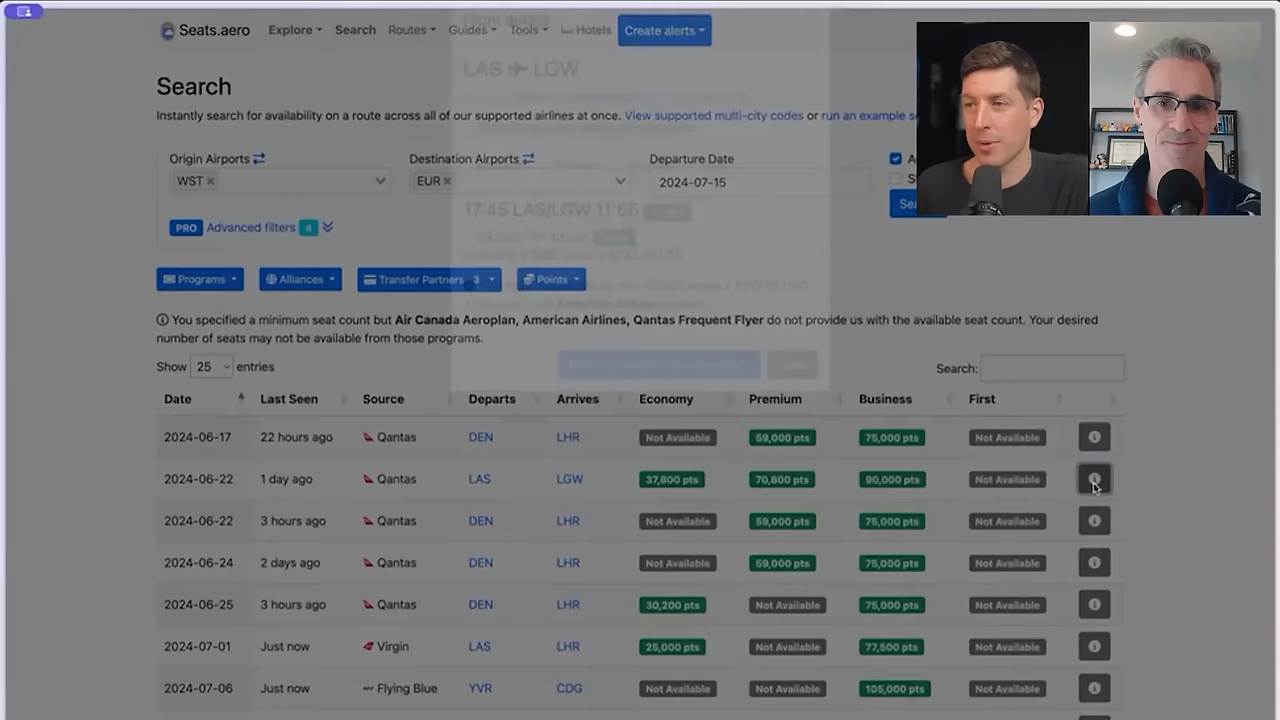 Seats.aero Explore Search Routes Guides Tools Hotels Create alerts
Flight details
LAS ✈ LGW
Search
Instantly search for availability on a route across all of our supported airlines at once. View supported multi-city codes or run an example se
Origin Airports Destination Airports Departure Date
WST × EUR × 2024-07-15
17:45 LAS/LGW 11:55
PRO Advanced filters 4
Programs Alliances Transfer Partners 3 Points
You specified a minimum seat count but Air Canada Aeroplan, American Airlines, Qantas Frequent Flyer do not provide us with the available seat count. Your desired
number of seats may not be available from those programs.
Show 25 entries Search:
Date Last Seen Source Departs Arrives Economy Premium Business First
2024-06-17 22 hours ago Qantas DEN LHR Not Available 59,000 pts 75,000 pts Not Available
2024-06-22 1 day ago Qantas LAS LGW 37,800 pts 70,800 pts 90,000 pts Not Available
2024-06-22 3 hours ago Qantas DEN LHR Not Available 59,000 pts 75,000 pts Not Available
2024-06-24 2 days ago Qantas DEN LHR Not Available 59,000 pts 75,000 pts Not Available
2024-06-25 3 hours ago Qantas DEN LHR 30,200 pts Not Available 75,000 pts Not Available
2024-07-01 Just now Virgin LAS LHR 25,000 pts Not Available 77,500 pts Not Available
2024-07-06 Just now Flying Blue YVR CDG Not Available Not Available 105,000 pts Not Available